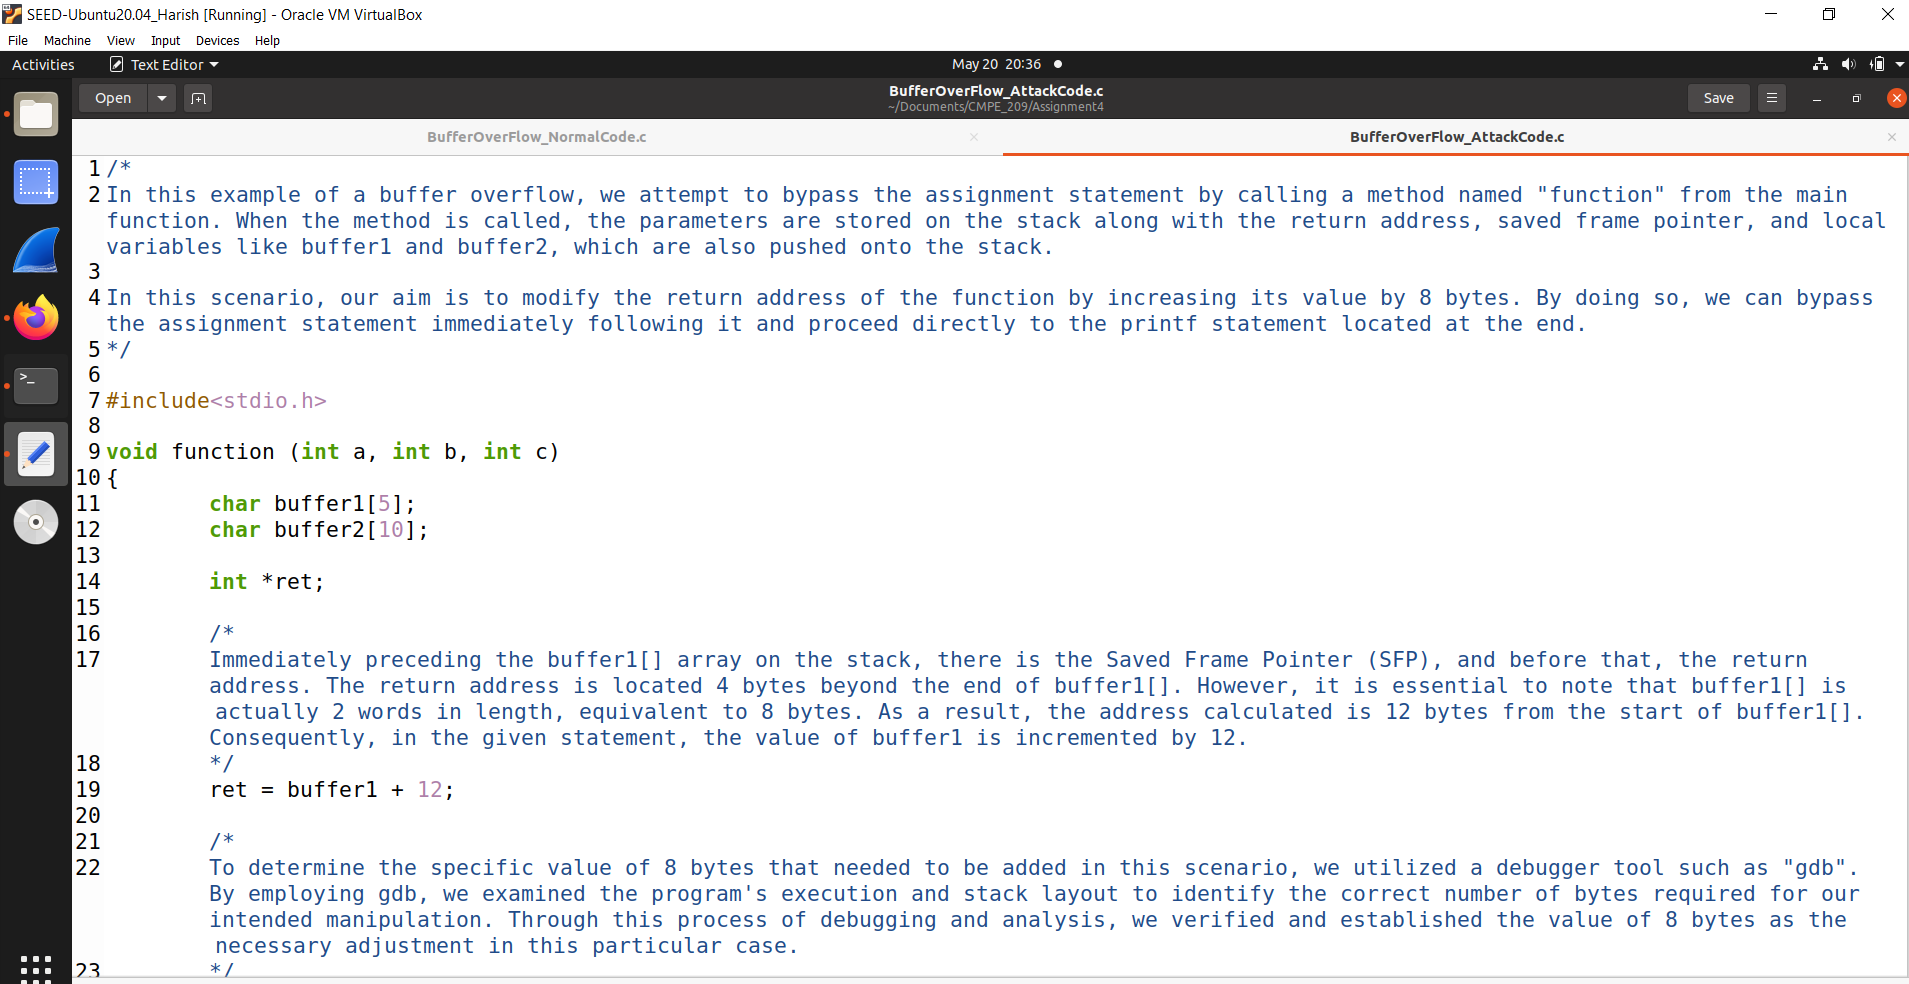 SEED-Ubuntu20.04_Harish [Running] - Oracle VM VirtualBox
File Machine View Input Devices Help
Activities Text Editor May 20 20:36
Open BufferOverFlow_AttackCode.c Save
~/Documents/CMPE_209/Assignment4
BufferOverFlow_NormalCode.c × BufferOverFlow_AttackCode.c ×
1 /*
2 In this example of a buffer overflow, we attempt to bypass the assignment statement by calling a method named "function" from the main
function. When the method is called, the parameters are stored on the stack along with the return address, saved frame pointer, and local
variables like buffer1 and buffer2, which are also pushed onto the stack.
3
4 In this scenario, our aim is to modify the return address of the function by increasing its value by 8 bytes. By doing so, we can bypass
the assignment statement immediately following it and proceed directly to the printf statement located at the end.
5 */
6
7 #include<stdio.h>
8
9 void function (int a, int b, int c)
10 {
11 char buffer1[5];
12 char buffer2[10];
13
14 int *ret;
15
16 /*
17 Immediately preceding the buffer1[] array on the stack, there is the Saved Frame Pointer (SFP), and before that, the return
address. The return address is located 4 bytes beyond the end of buffer1[]. However, it is essential to note that buffer1[] is
actually 2 words in length, equivalent to 8 bytes. As a result, the address calculated is 12 bytes from the start of buffer1[].
Consequently, in the given statement, the value of buffer1 is incremented by 12.
18 */
19 ret = buffer1 + 12;
20
21 /*
22 To determine the specific value of 8 bytes that needed to be added in this scenario, we utilized a debugger tool such as "gdb".
By employing gdb, we examined the program's execution and stack layout to identify the correct number of bytes required for our
intended manipulation. Through this process of debugging and analysis, we verified and established the value of 8 bytes as the
necessary adjustment in this particular case.
23 */